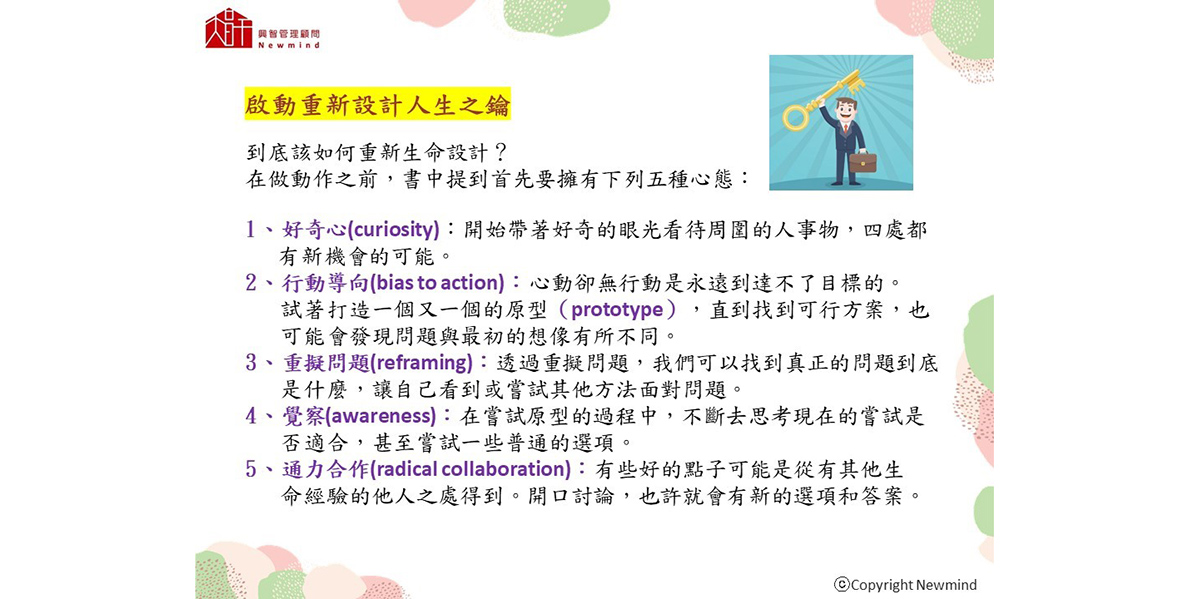 興智管理顧問
Newmind
啟動重新設計人生之鑰
到底該如何重新生命設計？
在做動作之前，書中提到首先要擁有下列五種心態：
1、好奇心(curiosity)：開始帶著好奇的眼光看待周圍的人事物，四處都
有新機會的可能。
2、行動導向(bias to action)：心動卻無行動是永遠到達不了目標的。
試著打造一個又一個的原型（prototype），直到找到可行方案，也
可能會發現問題與最初的想像有所不同。
3、重擬問題(reframing)：透過重擬問題，我們可以找到真正的問題到底
是什麼，讓自己看到或嘗試其他方法面對問題。
4、覺察(awareness)：在嘗試原型的過程中，不斷去思考現在的嘗試是
否適合，甚至嘗試一些普通的選項。
5、通力合作(radical collaboration)：有些好的點子可能是從有其他生
命經驗的他人之處得到。開口討論，也許就會有新的選項和答案。
ⓒCopyright Newmind